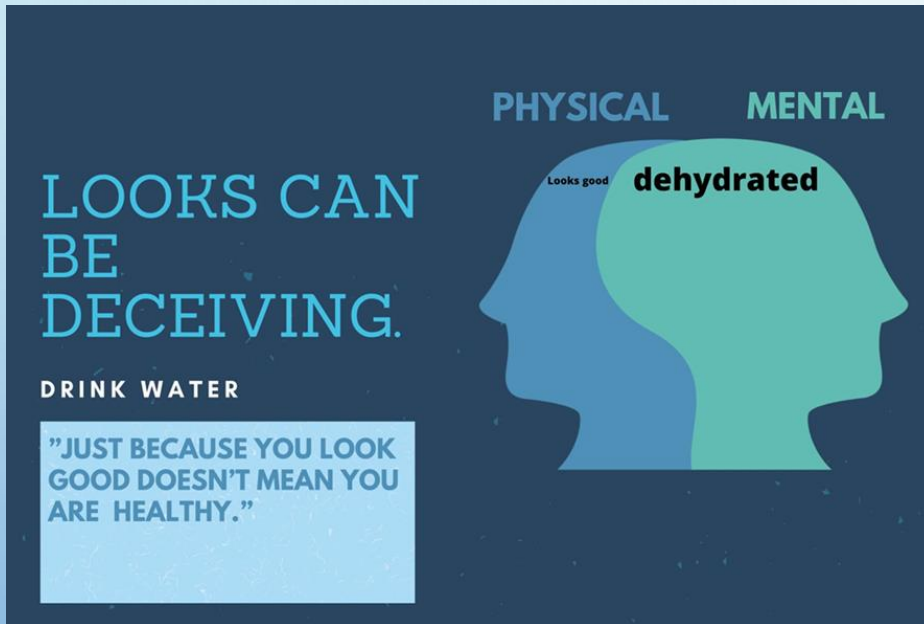 PHYSICAL MENTAL
Looks good dehydrated
LOOKS CAN
BE
DECEIVING.
DRINK WATER
”JUST BECAUSE YOU LOOK
GOOD DOESN’T MEAN YOU
ARE HEALTHY.”